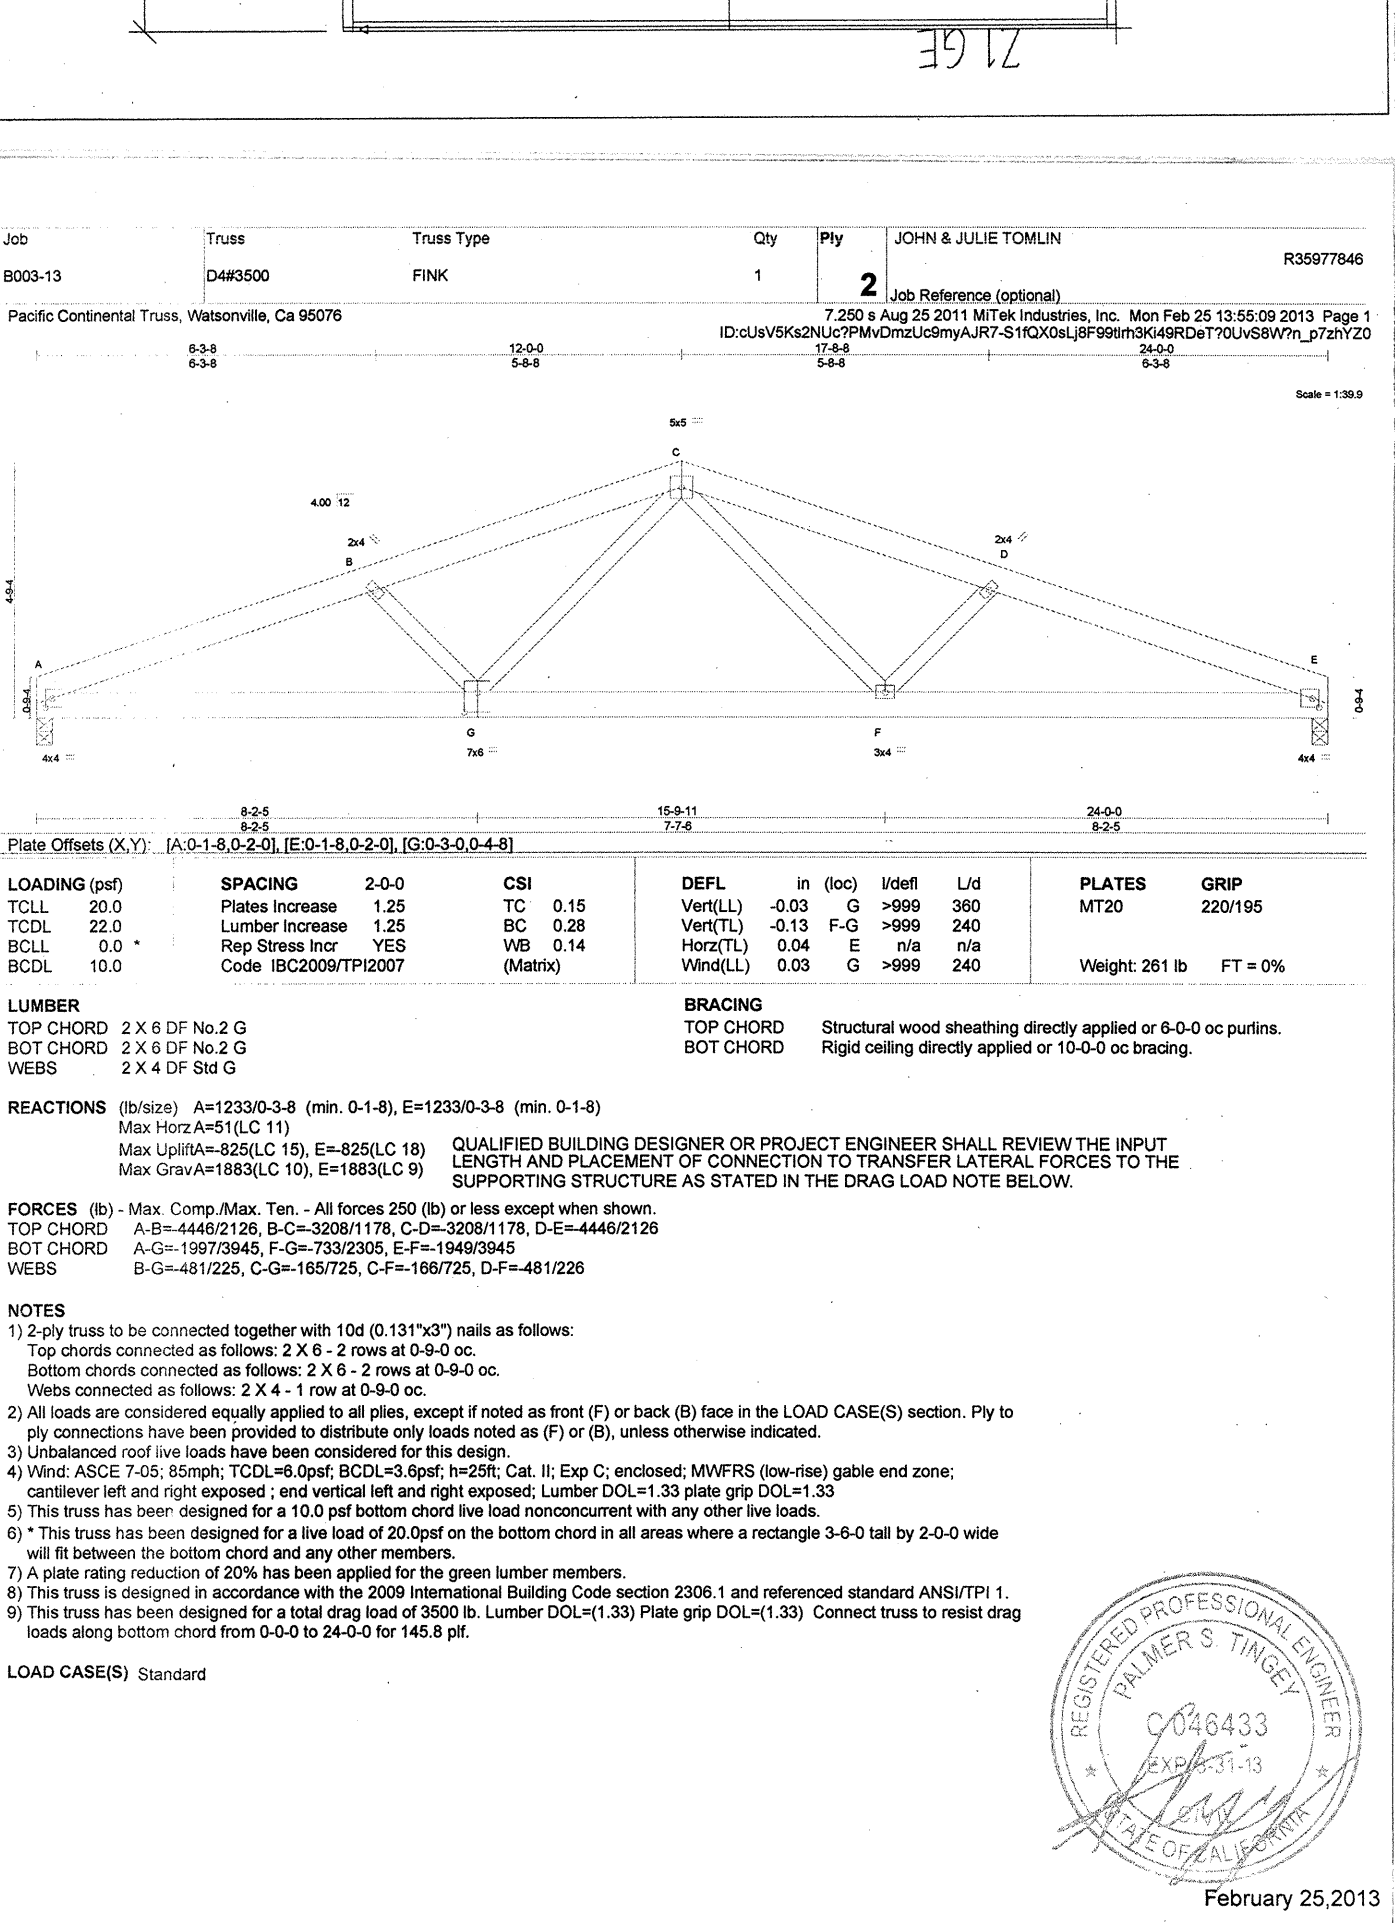 71 GE
Job Truss Truss Type Qty Ply JOHN & JULIE TOMLIN
R35977846
B003-13 D4#3500 FINK 1 2
Job Reference (optional)
Pacific Continental Truss, Watsonville, Ca 95076 7.250 s Aug 25 2011 MiTek Industries, Inc. Mon Feb 25 13:55:09 2013 Page 1
6-3-8 12-0-0 17-8-8 24-0-0
6-3-8 5-8-8 5-8-8 6-3-8
Scale = 1:39.9
5x5
C
4.00 12
2x4 2x4
B D
4-9-4
A E
0-9-4 0-9-4
G F
4x4 7x6 3x4 4x4
8-2-5 15-9-11 24-0-0
8-2-5 7-7-6 8-2-5
Plate Offsets (X,Y): [A:0-1-8,0-2-0], [E:0-1-8,0-2-0], [G:0-3-0,0-4-8]
LOADING (psf) SPACING 2-0-0 CSI DEFL in (loc) l/defl L/d PLATES GRIP
TCLL 20.0 Plates Increase 1.25 TC 0.15 Vert(LL) -0.03 G >999 360 MT20 220/195
TCDL 22.0 Lumber Increase 1.25 BC 0.28 Vert(TL) -0.13 F-G >999 240
BCLL 0.0 * Rep Stress Incr YES WB 0.14 Horz(TL) 0.04 E n/a n/a
BCDL 10.0 Code IBC2009/TPI2007 (Matrix) Wind(LL) 0.03 G >999 240 Weight: 261 lb FT = 0%
LUMBER
TOP CHORD 2 X 6 DF No.2 G
BOT CHORD 2 X 6 DF No.2 G
WEBS 2 X 4 DF Std G
BRACING
TOP CHORD Structural wood sheathing directly applied or 6-0-0 oc purlins.
BOT CHORD Rigid ceiling directly applied or 10-0-0 oc bracing.
REACTIONS (lb/size) A=1233/0-3-8 (min. 0-1-8), E=1233/0-3-8 (min. 0-1-8)
Max Horz A=51(LC 11)
Max UpliftA=-825(LC 15), E=-825(LC 18)
Max GravA=1883(LC 10), E=1883(LC 9)
QUALIFIED BUILDING DESIGNER OR PROJECT ENGINEER SHALL REVIEW THE INPUT
LENGTH AND PLACEMENT OF CONNECTION TO TRANSFER LATERAL FORCES TO THE
SUPPORTING STRUCTURE AS STATED IN THE DRAG LOAD NOTE BELOW.
FORCES (lb) - Max. Comp./Max. Ten. - All forces 250 (lb) or less except when shown.
TOP CHORD A-B=-4446/2126, B-C=-3208/1178, C-D=-3208/1178, D-E=-4446/2126
BOT CHORD A-G=-1997/3945, F-G=-733/2305, E-F=-1949/3945
WEBS B-G=-481/225, C-G=-165/725, C-F=-166/725, D-F=-481/226
NOTES
1) 2-ply truss to be connected together with 10d (0.131"x3") nails as follows:
Top chords connected as follows: 2 X 6 - 2 rows at 0-9-0 oc.
Bottom chords connected as follows: 2 X 6 - 2 rows at 0-9-0 oc.
Webs connected as follows: 2 X 4 - 1 row at 0-9-0 oc.
2) All loads are considered equally applied to all plies, except if noted as front (F) or back (B) face in the LOAD CASE(S) section. Ply to
ply connections have been provided to distribute only loads noted as (F) or (B), unless otherwise indicated.
3) Unbalanced roof live loads have been considered for this design.
4) Wind: ASCE 7-05; 85mph; TCDL=6.0psf; BCDL=3.6psf; h=25ft; Cat. II; Exp C; enclosed; MWFRS (low-rise) gable end zone;
cantilever left and right exposed ; end vertical left and right exposed; Lumber DOL=1.33 plate grip DOL=1.33
5) This truss has been designed for a 10.0 psf bottom chord live load nonconcurrent with any other live loads.
6) * This truss has been designed for a live load of 20.0psf on the bottom chord in all areas where a rectangle 3-6-0 tall by 2-0-0 wide
will fit between the bottom chord and any other members.
7) A plate rating reduction of 20% has been applied for the green lumber members.
8) This truss is designed in accordance with the 2009 International Building Code section 2306.1 and referenced standard ANSI/TPI 1.
9) This truss has been designed for a total drag load of 3500 lb. Lumber DOL=(1.33) Plate grip DOL=(1.33) Connect truss to resist drag
loads along bottom chord from 0-0-0 to 24-0-0 for 145.8 plf.
LOAD CASE(S) Standard
REGISTERED PROFESSIONAL ENGINEER
PALMER S. TINGEY
C 046433
CIVIL
STATE OF CALIFORNIA
February 25,2013